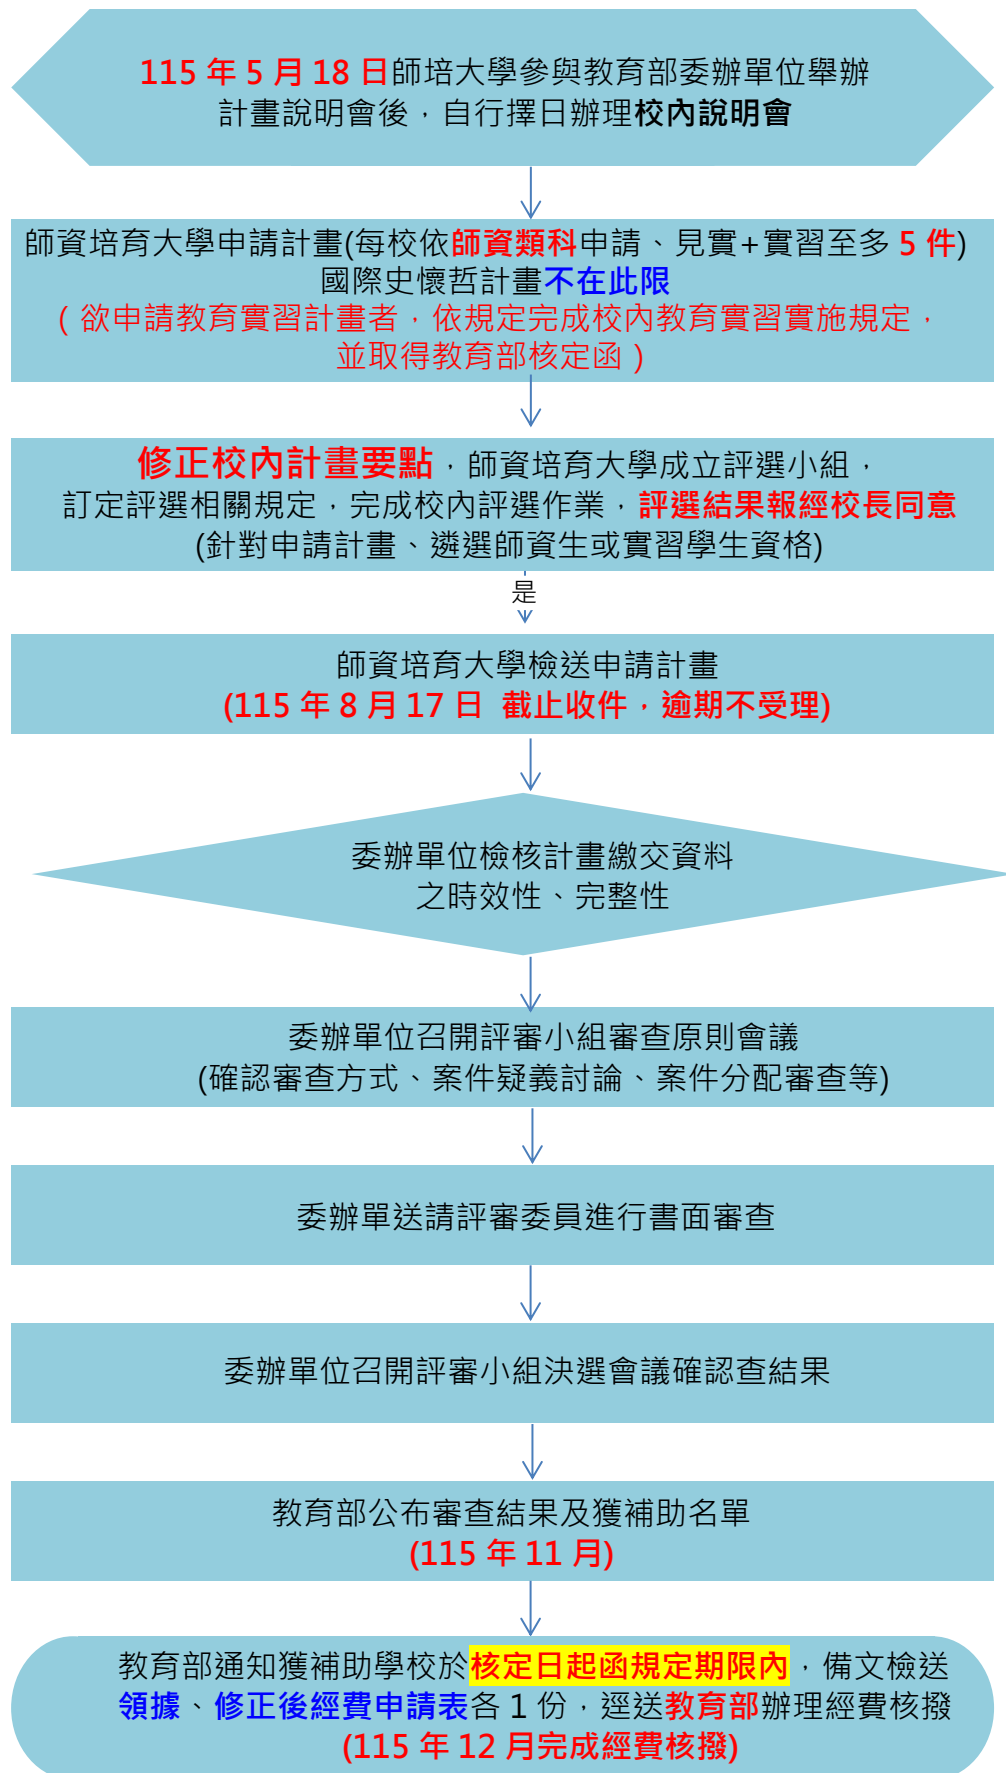 115 年 5 月 18 日師培大學參與教育部委辦單位舉辦
計畫說明會後，自行擇日辦理校內說明會
師資培育大學申請計畫(每校依師資類科申請、見實+實習至多 5 件)
國際史懷哲計畫不在此限
(欲申請教育實習計畫者，依規定完成校內教育實習實施規定，
並取得教育部核定函)
修正校內計畫要點，師資培育大學成立評選小組，
訂定評選相關規定，完成校內評選作業，評選結果報經校長同意
(針對申請計畫、遴選師資生或實習學生資格)
是
師資培育大學檢送申請計畫
(115 年 8 月 17 日 截止收件，逾期不受理)
委辦單位檢核計畫繳交資料
之時效性、完整性
委辦單位召開評審小組審查原則會議
(確認審查方式、案件疑義討論、案件分配審查等)
委辦單送請評審委員進行書面審查
委辦單位召開評審小組決選會議確認查結果
教育部公布審查結果及獲補助名單
(115 年 11 月)
教育部通知獲補助學校於核定日起函規定期限內，備文檢送
領據、修正後經費申請表各 1 份，逕送教育部辦理經費核撥
(115 年 12 月完成經費核撥)